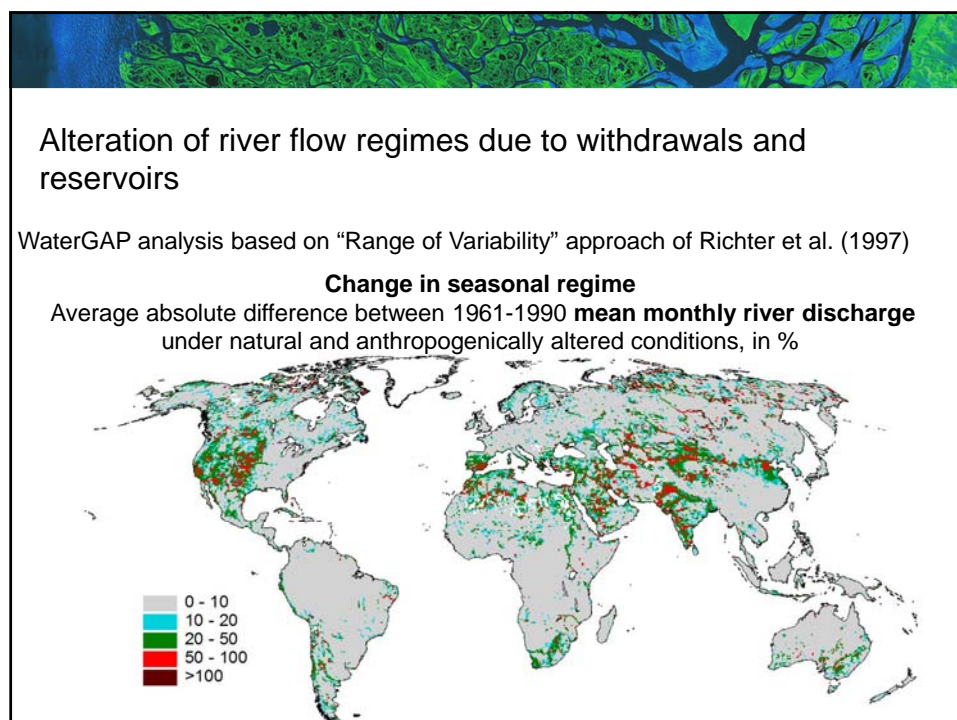 Alteration of river flow regimes due to withdrawals and
reservoirs
WaterGAP analysis based on “Range of Variability” approach of Richter et al. (1997)
Change in seasonal regime
Average absolute difference between 1961-1990 mean monthly river discharge
under natural and anthropogenically altered conditions, in %
0 - 10
10 - 20
20 - 50
50 - 100
>100